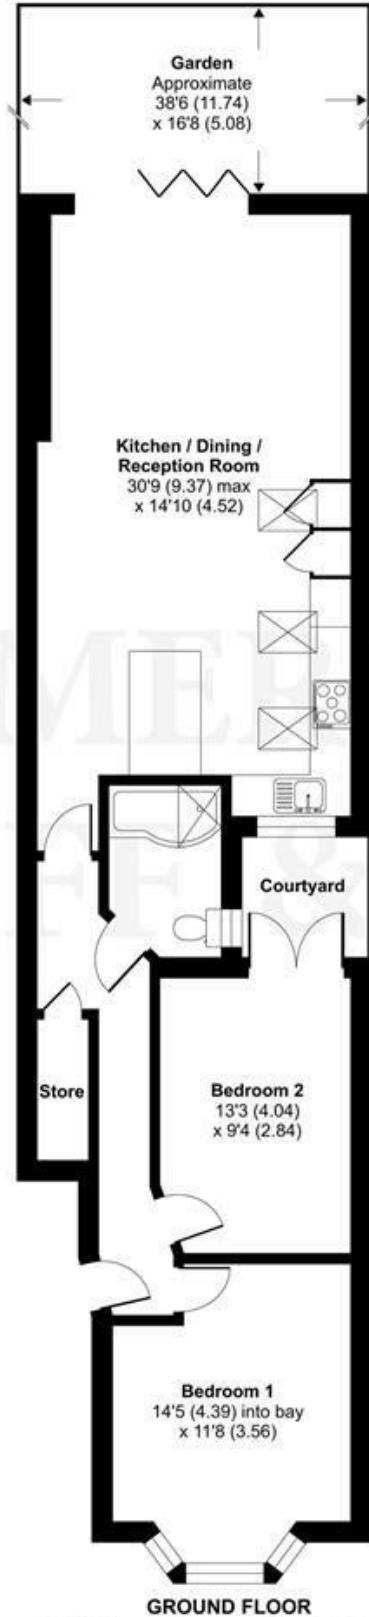 Garden
Approximate
38'6 (11.74)
x 16'8 (5.08)
Kitchen / Dining /
Reception Room
30'9 (9.37) max
x 14'10 (4.52)
Courtyard
Store
Bedroom 2
13'3 (4.04)
x 9'4 (2.84)
Bedroom 1
14'5 (4.39) into bay
x 11'8 (3.56)
GROUND FLOOR